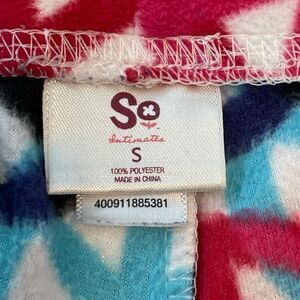 So
Intimates
S
100% POLYESTER
MADE IN CHINA
400911885381